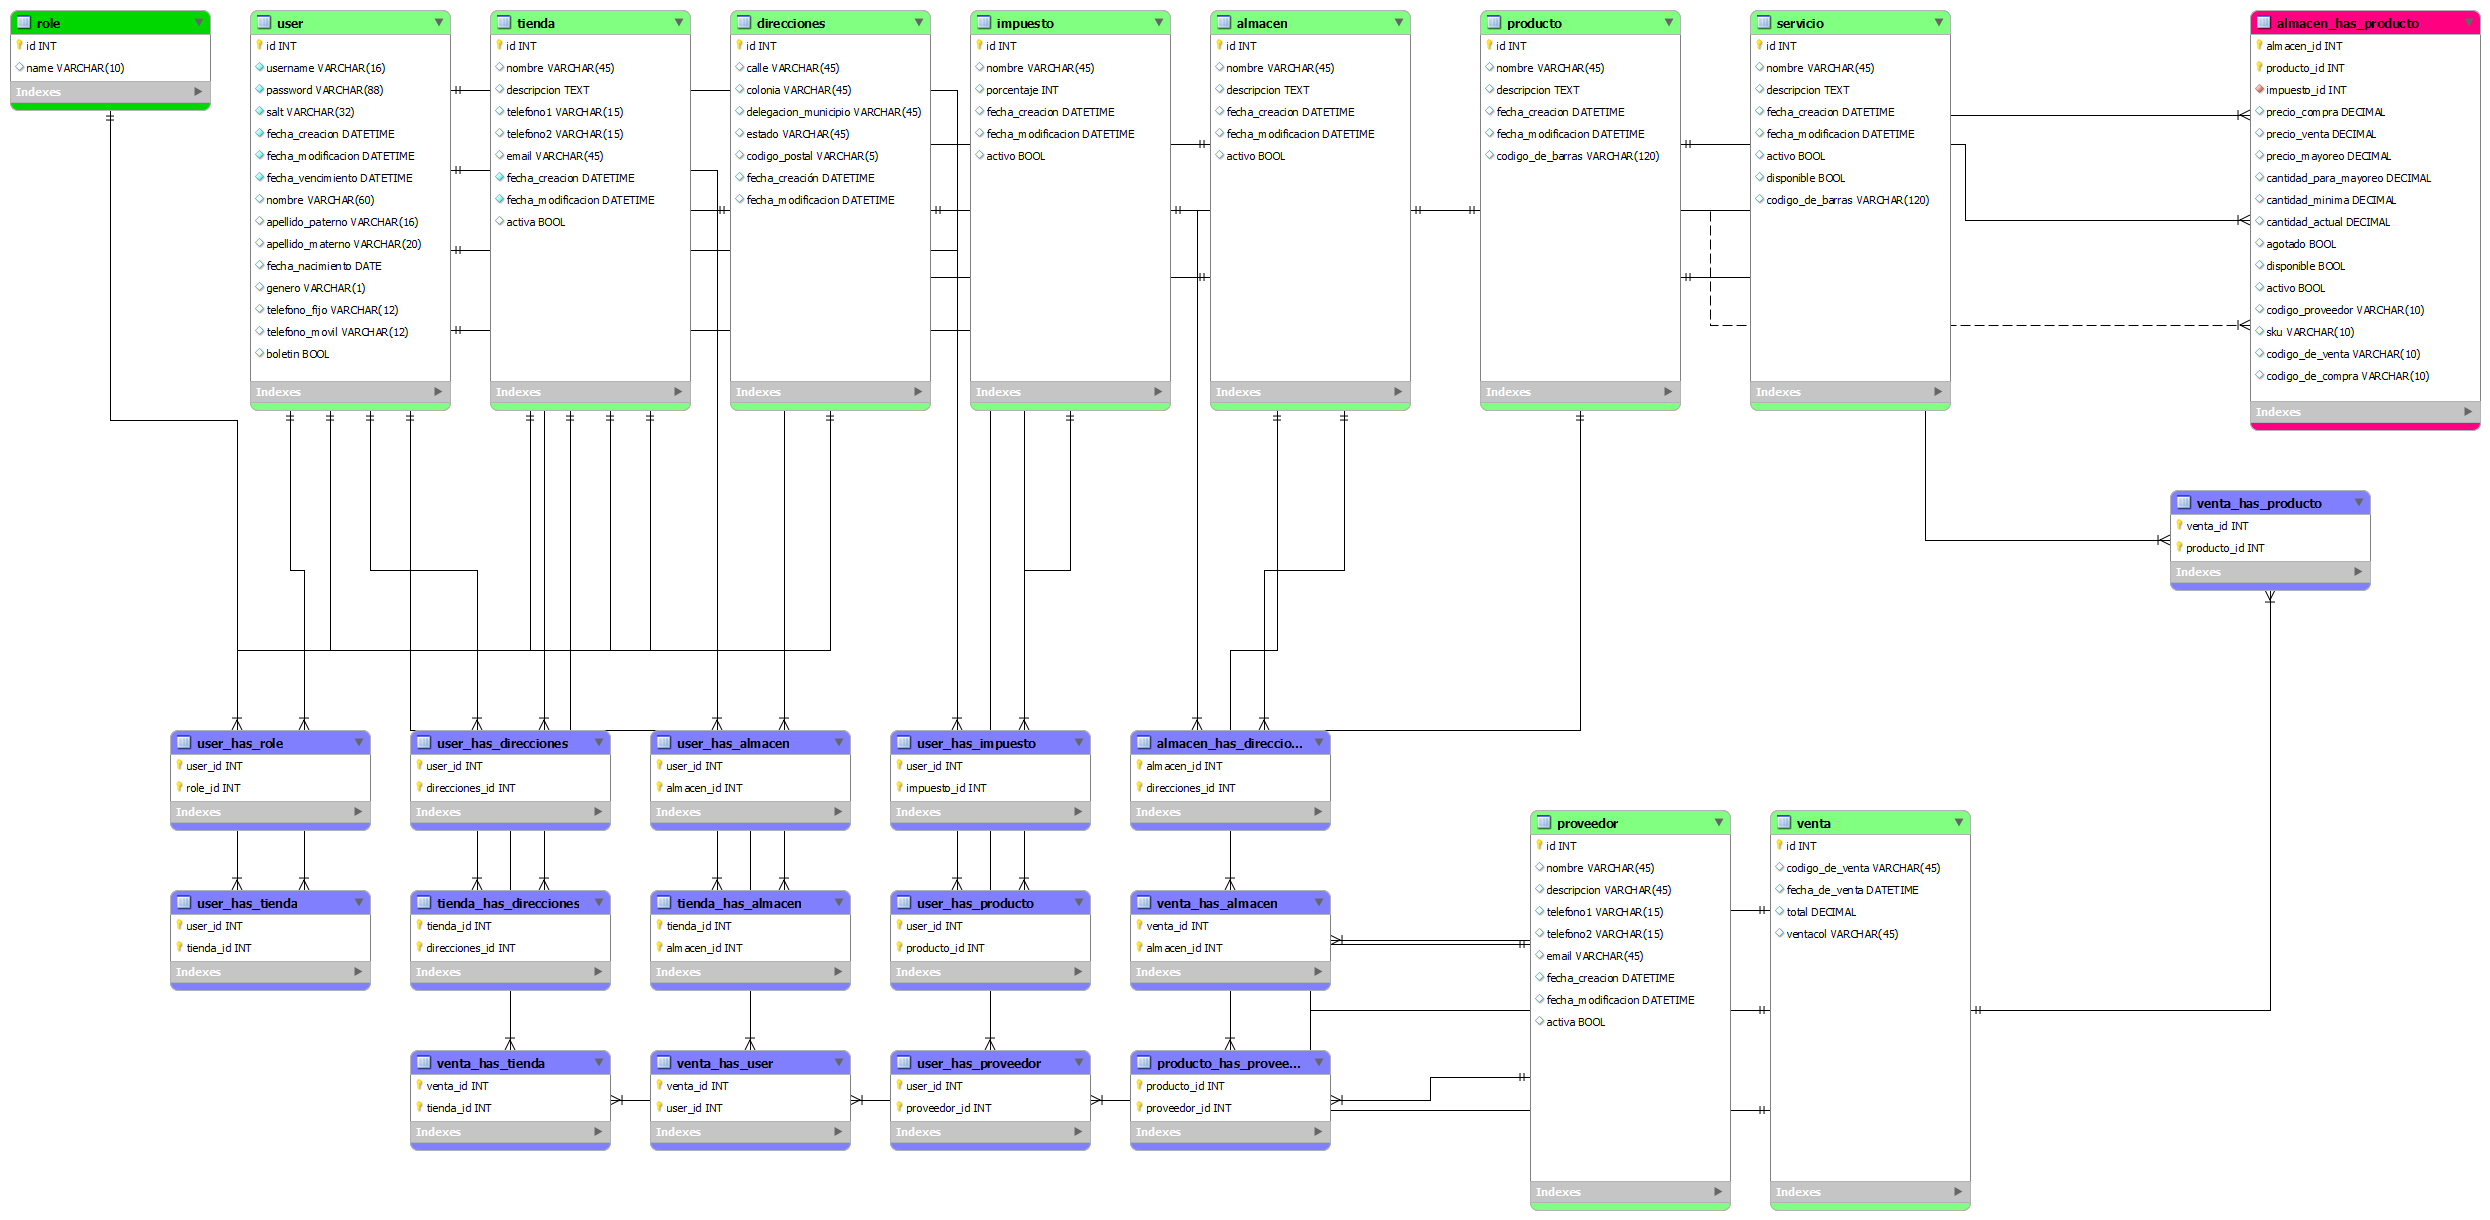 role
id INT
name VARCHAR(10)
Indexes
user
id INT
username VARCHAR(16)
password VARCHAR(88)
salt VARCHAR(32)
fecha_creacion DATETIME
fecha_modificacion DATETIME
fecha_vencimiento DATETIME
nombre VARCHAR(60)
apellido_paterno VARCHAR(16)
apellido_materno VARCHAR(20)
fecha_nacimiento DATE
genero VARCHAR(1)
telefono_fijo VARCHAR(12)
telefono_movil VARCHAR(12)
boletin BOOL
Indexes
tienda
id INT
nombre VARCHAR(45)
descripcion TEXT
telefono1 VARCHAR(15)
telefono2 VARCHAR(15)
email VARCHAR(45)
fecha_creacion DATETIME
fecha_modificacion DATETIME
activa BOOL
Indexes
direcciones
id INT
calle VARCHAR(45)
colonia VARCHAR(45)
delegacion_municipio VARCHAR(45)
estado VARCHAR(45)
codigo_postal VARCHAR(5)
fecha_creación DATETIME
fecha_modificacion DATETIME
Indexes
impuesto
id INT
nombre VARCHAR(45)
porcentaje INT
fecha_creacion DATETIME
fecha_modificacion DATETIME
activo BOOL
Indexes
almacen
id INT
nombre VARCHAR(45)
descripcion TEXT
fecha_creacion DATETIME
fecha_modificacion DATETIME
activo BOOL
Indexes
producto
id INT
nombre VARCHAR(45)
descripcion TEXT
fecha_creacion DATETIME
fecha_modificacion DATETIME
codigo_de_barras VARCHAR(120)
Indexes
servicio
id INT
nombre VARCHAR(45)
descripcion TEXT
fecha_creacion DATETIME
fecha_modificacion DATETIME
activo BOOL
disponible BOOL
codigo_de_barras VARCHAR(120)
Indexes
almacen_has_producto
almacen_id INT
producto_id INT
impuesto_id INT
precio_compra DECIMAL
precio_venta DECIMAL
precio_mayoreo DECIMAL
cantidad_para_mayoreo DECIMAL
cantidad_minima DECIMAL
cantidad_actual DECIMAL
agotado BOOL
disponible BOOL
activo BOOL
codigo_proveedor VARCHAR(10)
sku VARCHAR(10)
codigo_de_venta VARCHAR(10)
codigo_de_compra VARCHAR(10)
Indexes
venta_has_producto
venta_id INT
producto_id INT
Indexes
user_has_role
user_id INT
role_id INT
Indexes
user_has_direcciones
user_id INT
direcciones_id INT
Indexes
user_has_almacen
user_id INT
almacen_id INT
Indexes
user_has_impuesto
user_id INT
impuesto_id INT
Indexes
almacen_has_direccio...
almacen_id INT
direcciones_id INT
Indexes
user_has_tienda
user_id INT
tienda_id INT
Indexes
tienda_has_direcciones
tienda_id INT
direcciones_id INT
Indexes
tienda_has_almacen
tienda_id INT
almacen_id INT
Indexes
user_has_producto
user_id INT
producto_id INT
Indexes
venta_has_almacen
venta_id INT
almacen_id INT
Indexes
proveedor
id INT
nombre VARCHAR(45)
descripcion VARCHAR(45)
telefono1 VARCHAR(15)
telefono2 VARCHAR(15)
email VARCHAR(45)
fecha_creacion DATETIME
fecha_modificacion DATETIME
activa BOOL
Indexes
venta
id INT
codigo_de_venta VARCHAR(45)
fecha_de_venta DATETIME
total DECIMAL
ventacol VARCHAR(45)
Indexes
venta_has_tienda
venta_id INT
tienda_id INT
Indexes
venta_has_user
venta_id INT
user_id INT
Indexes
user_has_proveedor
user_id INT
proveedor_id INT
Indexes
producto_has_provee...
producto_id INT
proveedor_id INT
Indexes